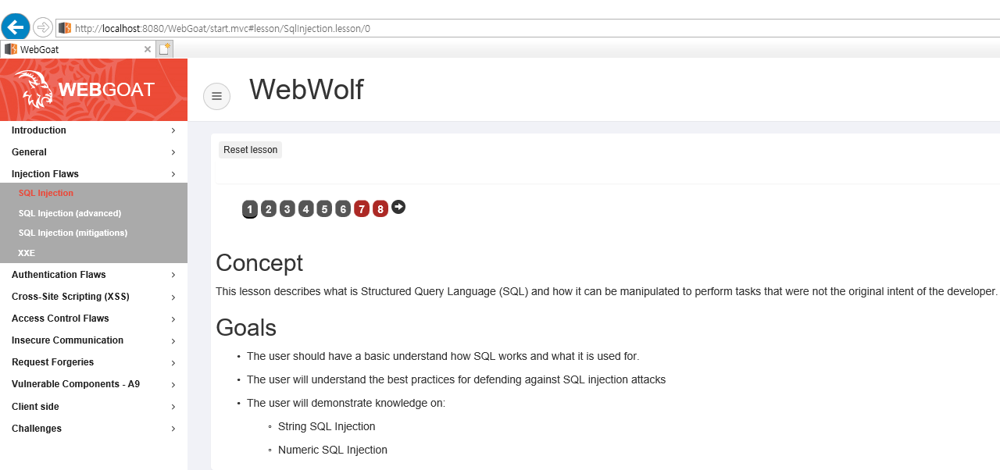 http://localhost:8080/WebGoat/start.mvc#lesson/SqlInjection.lesson/0
WebGoat
WEBGOAT
WebWolf
Introduction
General
Injection Flaws
SQL Injection
SQL Injection (advanced)
SQL Injection (mitigations)
XXE
Authentication Flaws
Cross-Site Scripting (XSS)
Access Control Flaws
Insecure Communication
Request Forgeries
Vulnerable Components - A9
Client side
Challenges
Reset lesson
1 2 3 4 5 6 7 8
Concept
This lesson describes what is Structured Query Language (SQL) and how it can be manipulated to perform tasks that were not the original intent of the developer.
Goals
• The user should have a basic understand how SQL works and what it is used for.
• The user will understand the best practices for defending against SQL injection attacks
• The user will demonstrate knowledge on:
◦ String SQL Injection
◦ Numeric SQL Injection